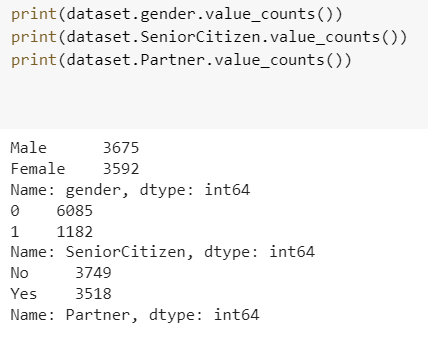 print(dataset.gender.value_counts())
print(dataset.SeniorCitizen.value_counts())
print(dataset.Partner.value_counts())
Male      3675
Female    3592
Name: gender, dtype: int64
0    6085
1    1182
Name: SeniorCitizen, dtype: int64
No     3749
Yes    3518
Name: Partner, dtype: int64